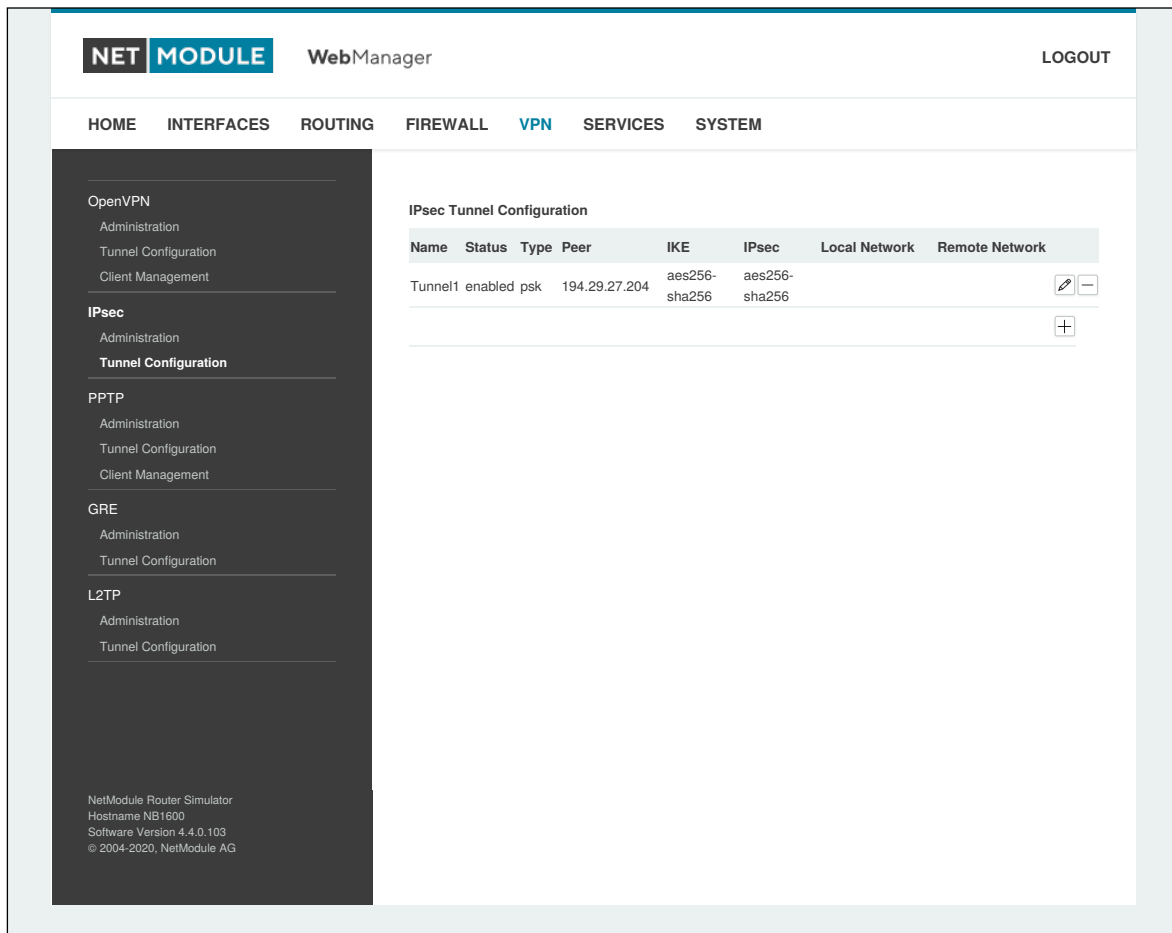 NET MODULE WebManager LOGOUT
HOME INTERFACES ROUTING FIREWALL VPN SERVICES SYSTEM
OpenVPN
Administration
Tunnel Configuration
Client Management
IPsec
Administration
Tunnel Configuration
PPTP
Administration
Tunnel Configuration
Client Management
GRE
Administration
Tunnel Configuration
L2TP
Administration
Tunnel Configuration
NetModule Router Simulator
Hostname NB1600
Software Version 4.4.0.103
© 2004-2020, NetModule AG
IPsec Tunnel Configuration
Name Status Type Peer IKE IPsec Local Network Remote Network
Tunnel1 enabled psk 194.29.27.204 aes256-sha256 aes256-sha256